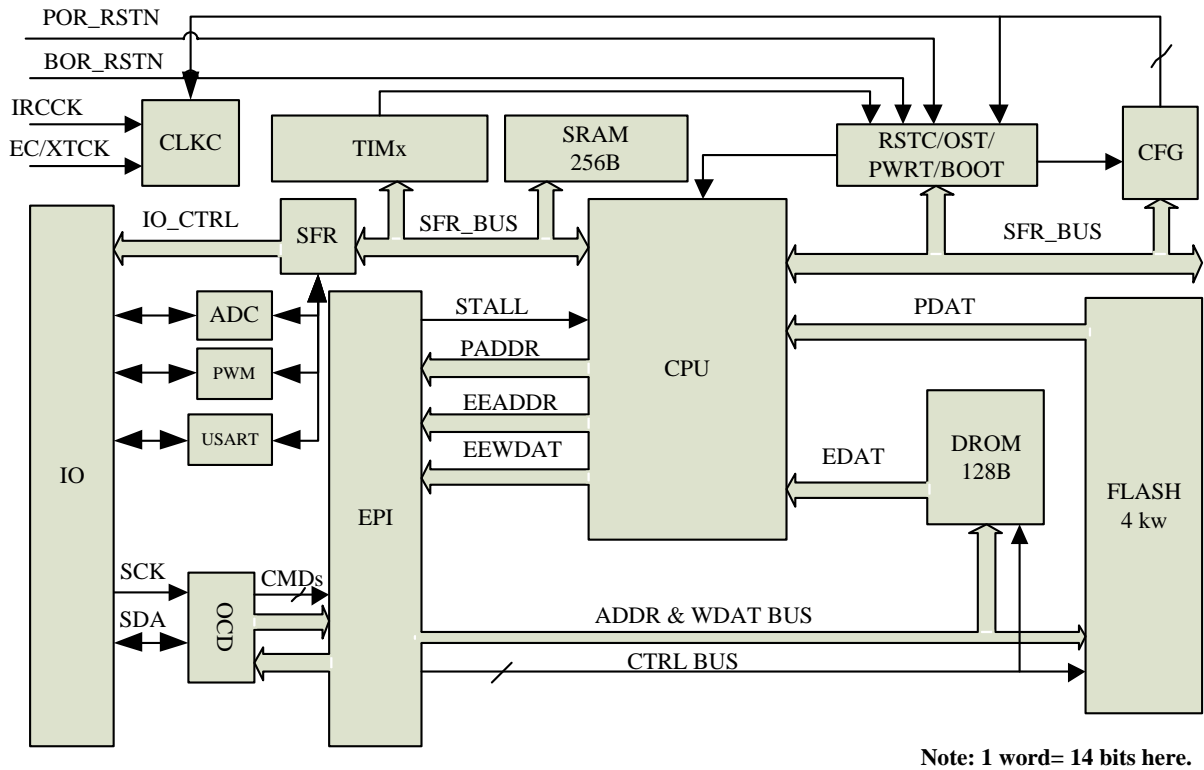 POR_RSTN
BOR_RSTN
IRCCK
EC/XTCK
CLKC
TIMx
SRAM
256B
RSTC/OST/
PWRT/BOOT
CFG
IO_CTRL
SFR
SFR_BUS
SFR_BUS
ADC
PWM
USART
IO
STALL
PADDR
EEADDR
EEWDAT
EPI
CPU
PDAT
EDAT
DROM
128B
FLASH
4 kw
SCK
SDA
OCD
CMDs
ADDR & WDAT BUS
CTRL BUS
Note: 1 word= 14 bits here.